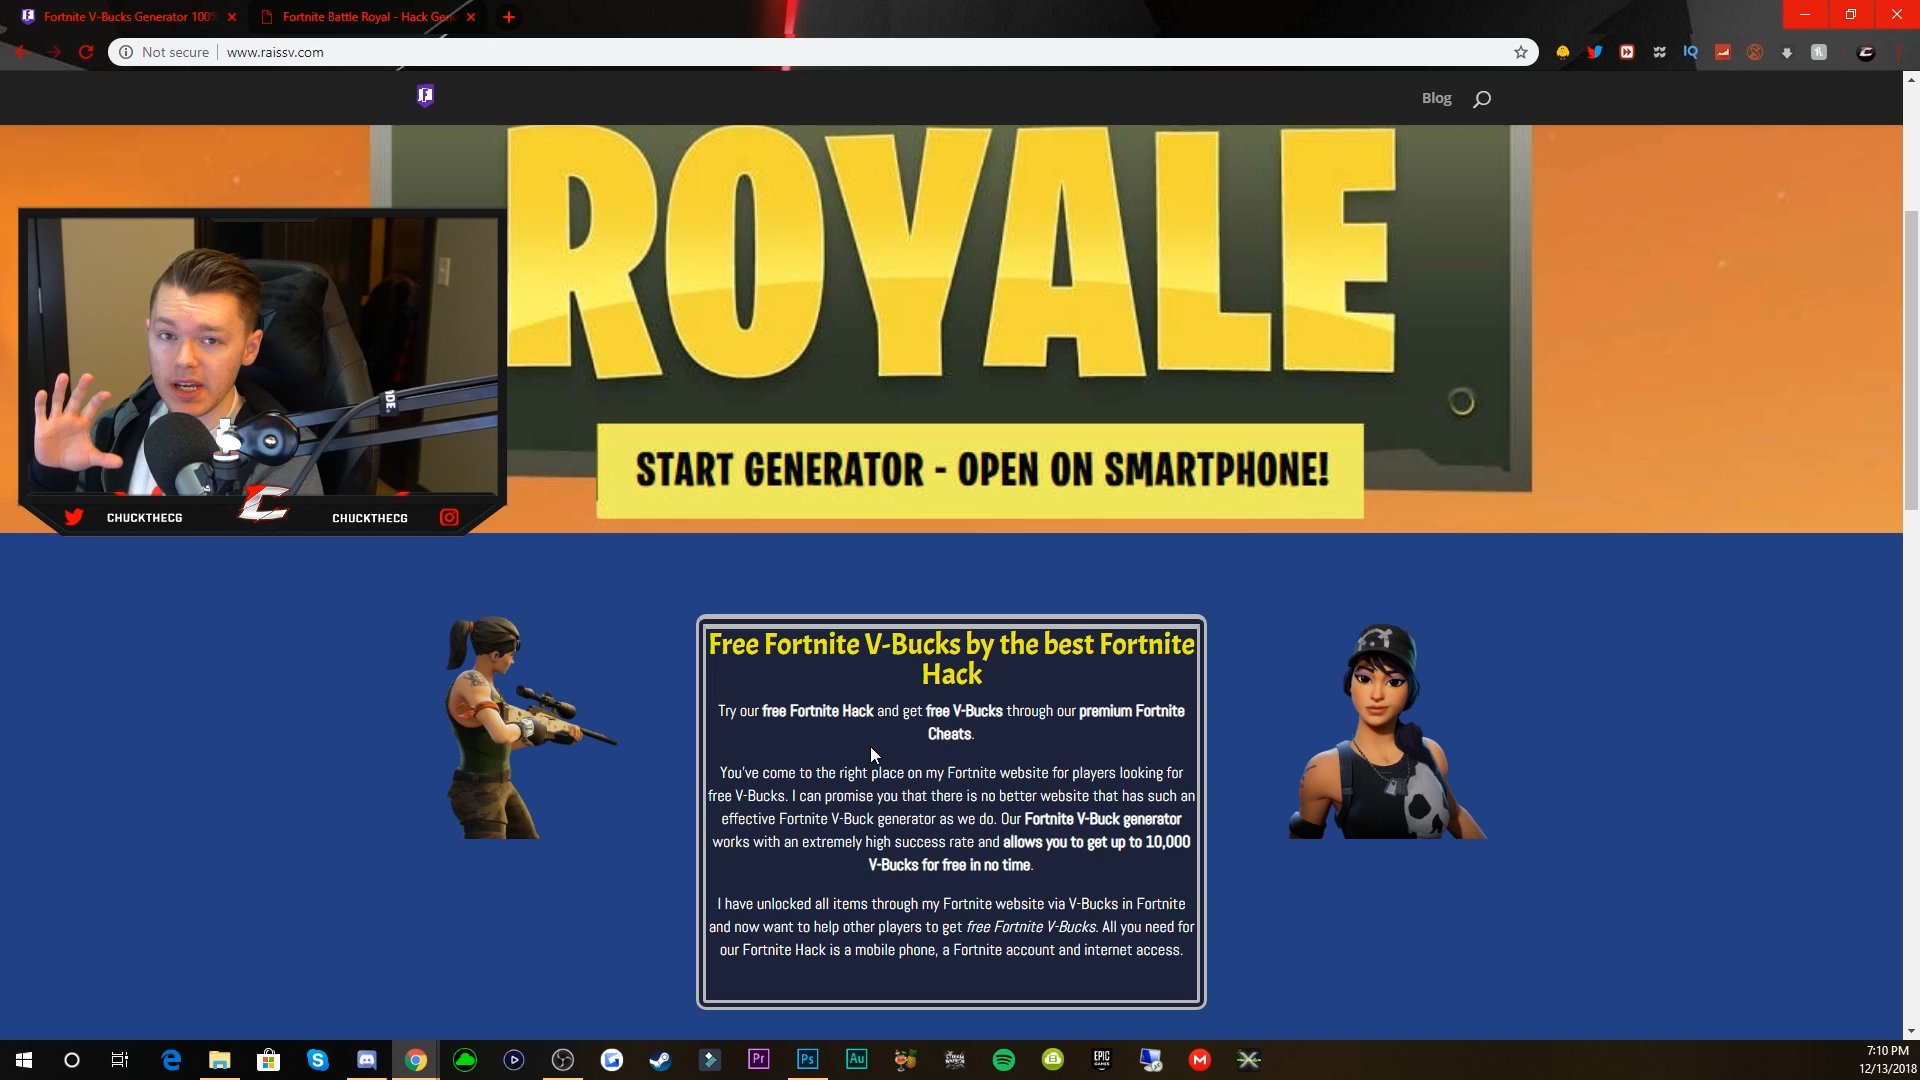 Fortnite V-Bucks Generator 100%
Fortnite Battle Royal - Hack Gen
Not secure
www.raissv.com
IQ
Blog
ROYALE
START GENERATOR - OPEN ON SMARTPHONE!
CHUCKTHECG
CHUCKTHECG
Free Fortnite V-Bucks by the best Fortnite
Hack
Try our free Fortnite Hack and get free V-Bucks through our premium Fortnite
Cheats.
You've come to the right place on my Fortnite website for players looking for
free V-Bucks. I can promise you that there is no better website that has such an
effective Fortnite V-Buck generator as we do. Our Fortnite V-Buck generator
works with an extremely high success rate and allows you to get up to 10,000
V-Bucks for free in no time.
I have unlocked all items through my Fortnite website via V-Bucks in Fortnite
and now want to help other players to get free Fortnite V-Bucks. All you need for
our Fortnite Hack is a mobile phone, a Fortnite account and internet access.
Pr
Ps
Au
EPIC
GAMES
7:10 PM
12/13/2018